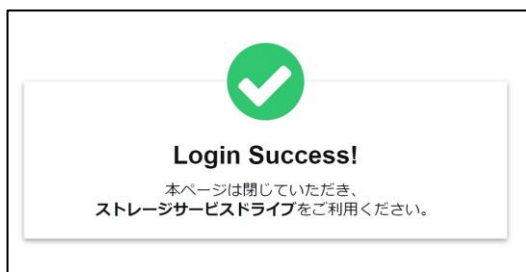 Login Success!
本ページは閉じていただき、
ストレージサービスドライブをご利用ください。